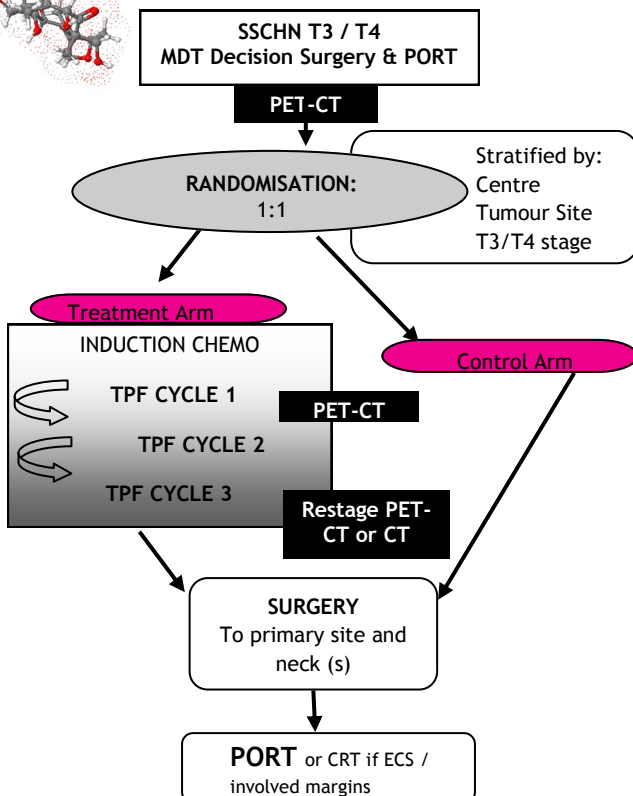 SSCHN T3 / T4
MDT Decision Surgery & PORT
PET-CT
RANDOMISATION:
1:1
Stratified by:
Centre
Tumour Site
T3/T4 stage
Treatment Arm
INDUCTION CHEMO
TPF CYCLE 1
PET-CT
TPF CYCLE 2
TPF CYCLE 3
Restage PET-
CT or CT
Control Arm
SURGERY
To primary site and
neck (s)
PORT or CRT if ECS /
involved margins